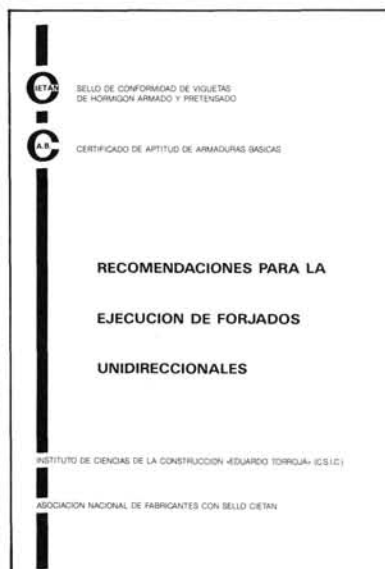 CIETAN
SELLO DE CONFORMIDAD DE VIGUETAS
DE HORMIGON ARMADO Y PRETENSADO
C A.B.
CERTIFICADO DE APTITUD DE ARMADURAS BASICAS
RECOMENDACIONES PARA LA
EJECUCION DE FORJADOS
UNIDIRECCIONALES
INSTITUTO DE CIENCIAS DE LA CONSTRUCCION «EDUARDO TORROJA» (C.S.I.C.)
ASOCIACION NACIONAL DE FABRICANTES CON SELLO CIETAN